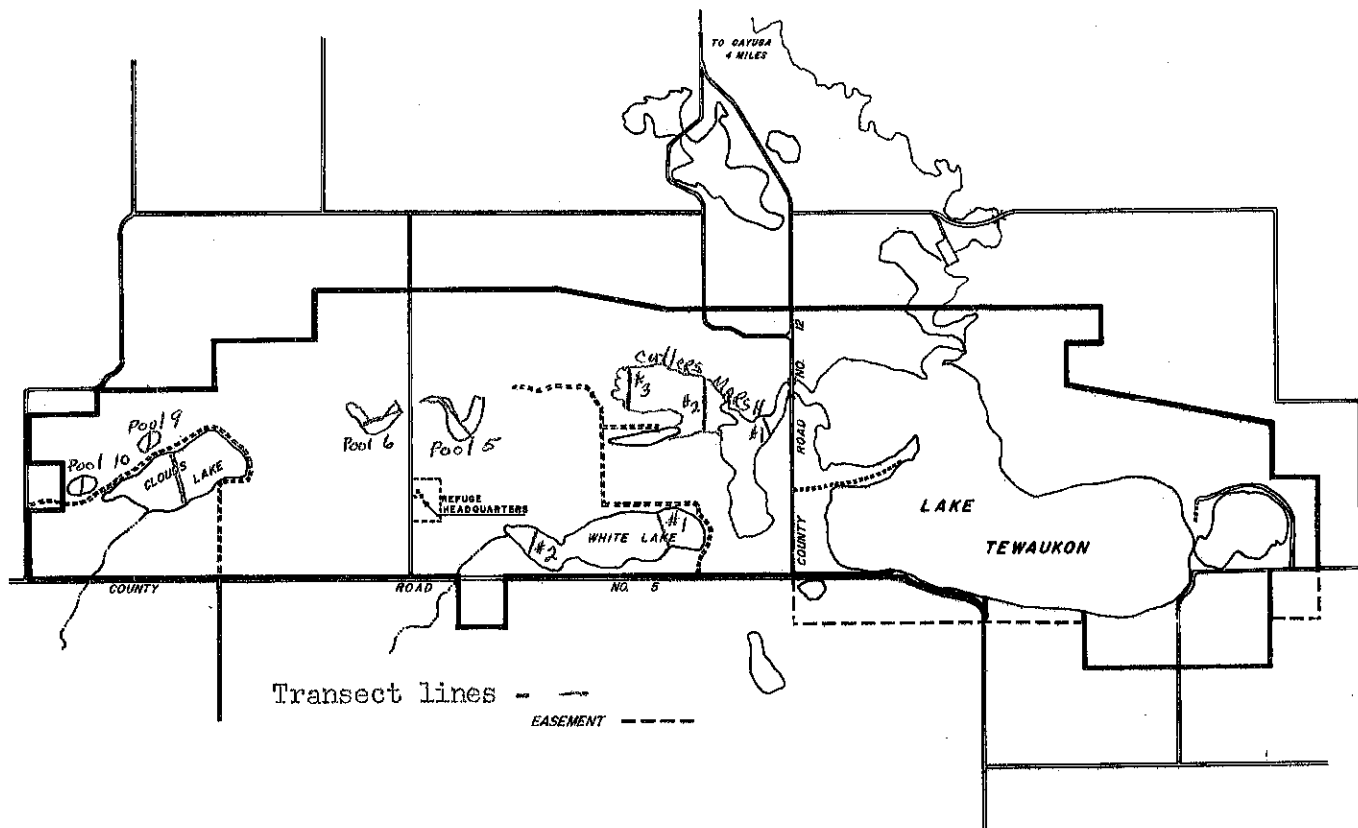 TO CAYUGA
4 MILES
Cutlers Marsh
#3
#2
#1
COUNTY ROAD NO. 12
Pool 9
Pool 10
CLOUDS LAKE
Pool 6
Pool 5
REFUGE
HEADQUARTERS
#1
WHITE LAKE
#2
LAKE
TEWAUKON
COUNTY ROAD NO. 5
Transect lines - —
EASEMENT ----